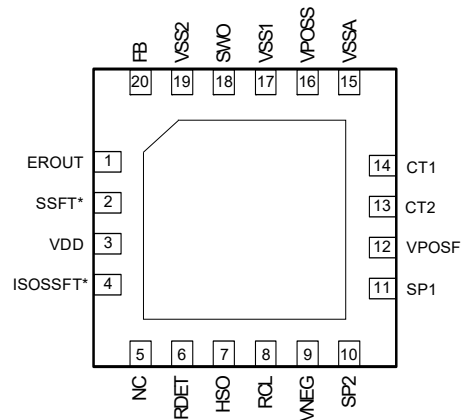 FB VSS2 SWO VSS1 VPOSS VSSA
20 19 18 17 16 15
EROUT 1
SSFT* 2
VDD 3
ISOSSFT* 4
14 CT1
13 CT2
12 VPOSF
11 SP1
5 6 7 8 9 10
NC RDET HSO RCL VNEG SP2